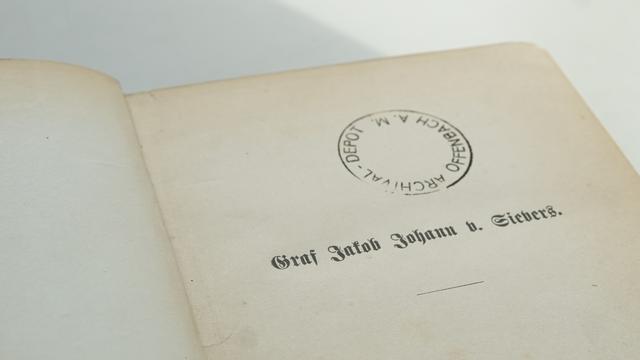 ARCHIVAL-DEPOT
OFFENBACH A.M.
Graf Jakob Johann v. Sievers.